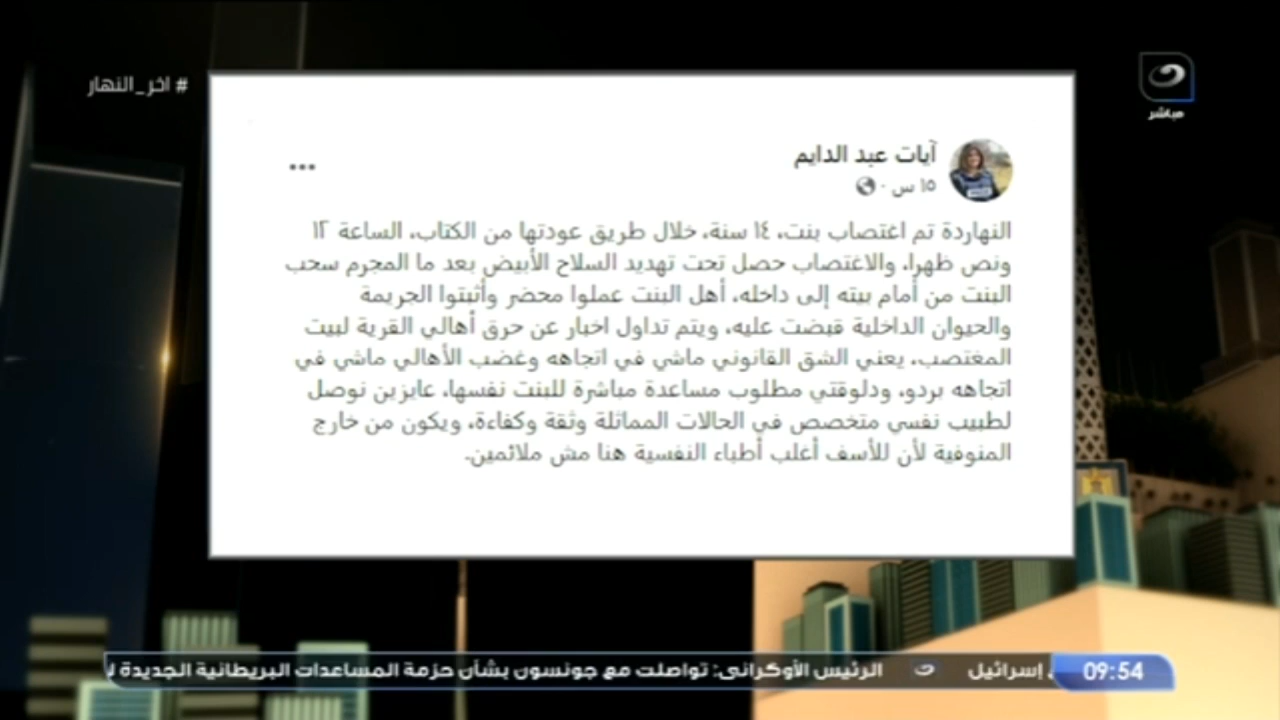 # اخر_النهار
مباشر
آيات عبد الدايم
١٥ س ·
النهاردة تم اغتصاب بنت، ١٤ سنة، خلال طريق عودتها من الكتاب، الساعة ١٢
ونص ظهرا، والاغتصاب حصل تحت تهديد السلاح الأبيض بعد ما المجرم سحب
البنت من أمام بيته إلى داخله، أهل البنت عملوا محضر وأثبتوا الجريمة
والحيوان الداخلية قبضت عليه، ويتم تداول اخبار عن حرق أهالي القرية لبيت
المغتصب، يعني الشق القانوني ماشي في اتجاهه وغضب الأهالي ماشي في
اتجاهه بردو، ودلوقتي مطلوب مساعدة مباشرة للبنت نفسها، عايزين نوصل
لطبيب نفسي متخصص في الحالات المماثلة وثقة وكفاءة، ويكون من خارج
المنوفية لأن للأسف أغلب أطباء النفسية هنا مش ملائمين.
09:54
إسرائيل الرئيس الأوكراني: تواصلت مع جونسون بشأن حزمة المساعدات البريطانية الجديدة